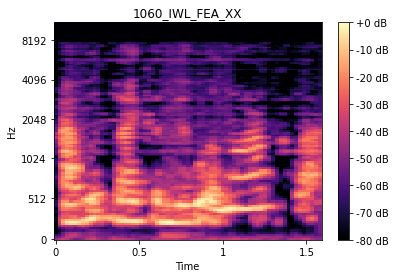 1060_IWL_FEA_XX
+0 dB
8192
-10 dB
4096
-20 dB
-30 dB
2048
Hz
-40 dB
1024
-50 dB
512
-60 dB
-70 dB
0
-80 dB
0
0.5
1
1.5
Time